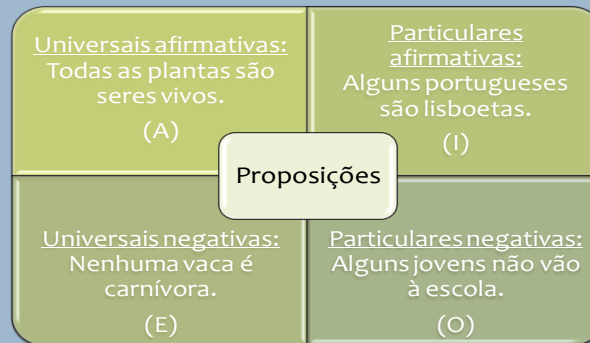 Universais afirmativas:
Todas as plantas são
seres vivos.
(A)
Particulares
afirmativas:
Alguns portugueses
são lisboetas.
(I)
Proposições
Universais negativas:
Nenhuma vaca é
carnívora.
(E)
Particulares negativas:
Alguns jovens não vão
à escola.
(O)